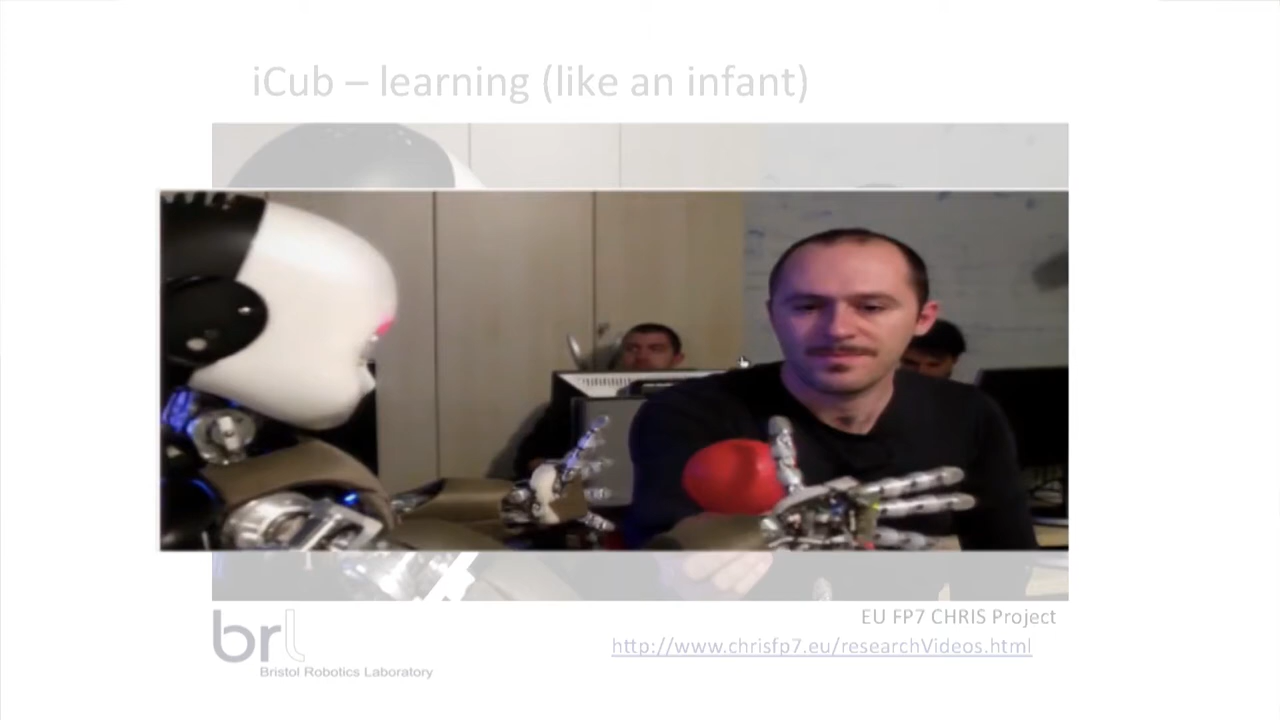 iCub – learning (like an infant)
EU FP7 CHRIS Project
http://www.chrisfp7.eu/researchVideos.html
brl
Bristol Robotics Laboratory